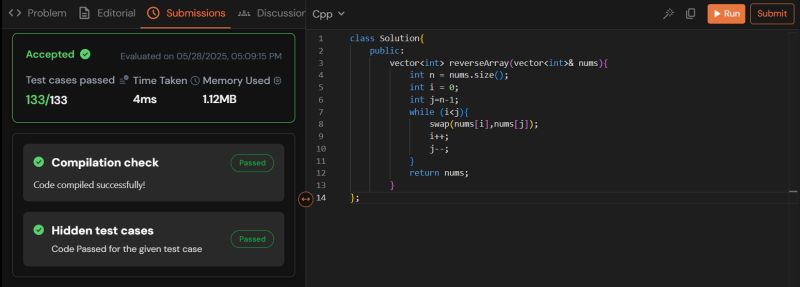 Problem Editorial Submissions Discussion
Accepted Evaluated on 05/28/2025, 05:09:15 PM
Test cases passed Time Taken Memory Used
133/133 4ms 1.12MB
Compilation check Passed
Code compiled successfully!
Hidden test cases Passed
Code Passed for the given test case
Cpp Run Submit
1 class Solution{
2 public:
3 vector<int> reverseArray(vector<int>& nums){
4 int n = nums.size();
5 int i = 0;
6 int j=n-1;
7 while (i<j){
8 swap(nums[i],nums[j]);
9 i++;
10 j--;
11 }
12 return nums;
13 }
14 };